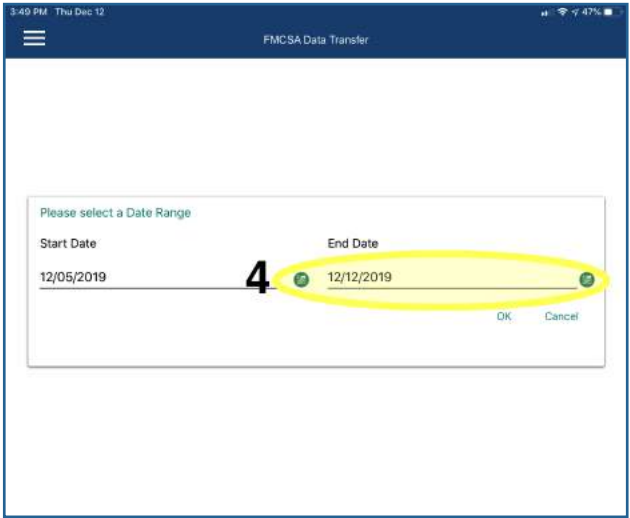 3:49 PM Thu Dec 12 47%
FMCSA Data Transfer
Please select a Date Range
Start Date End Date
12/05/2019 4 12/12/2019
OK Cancel